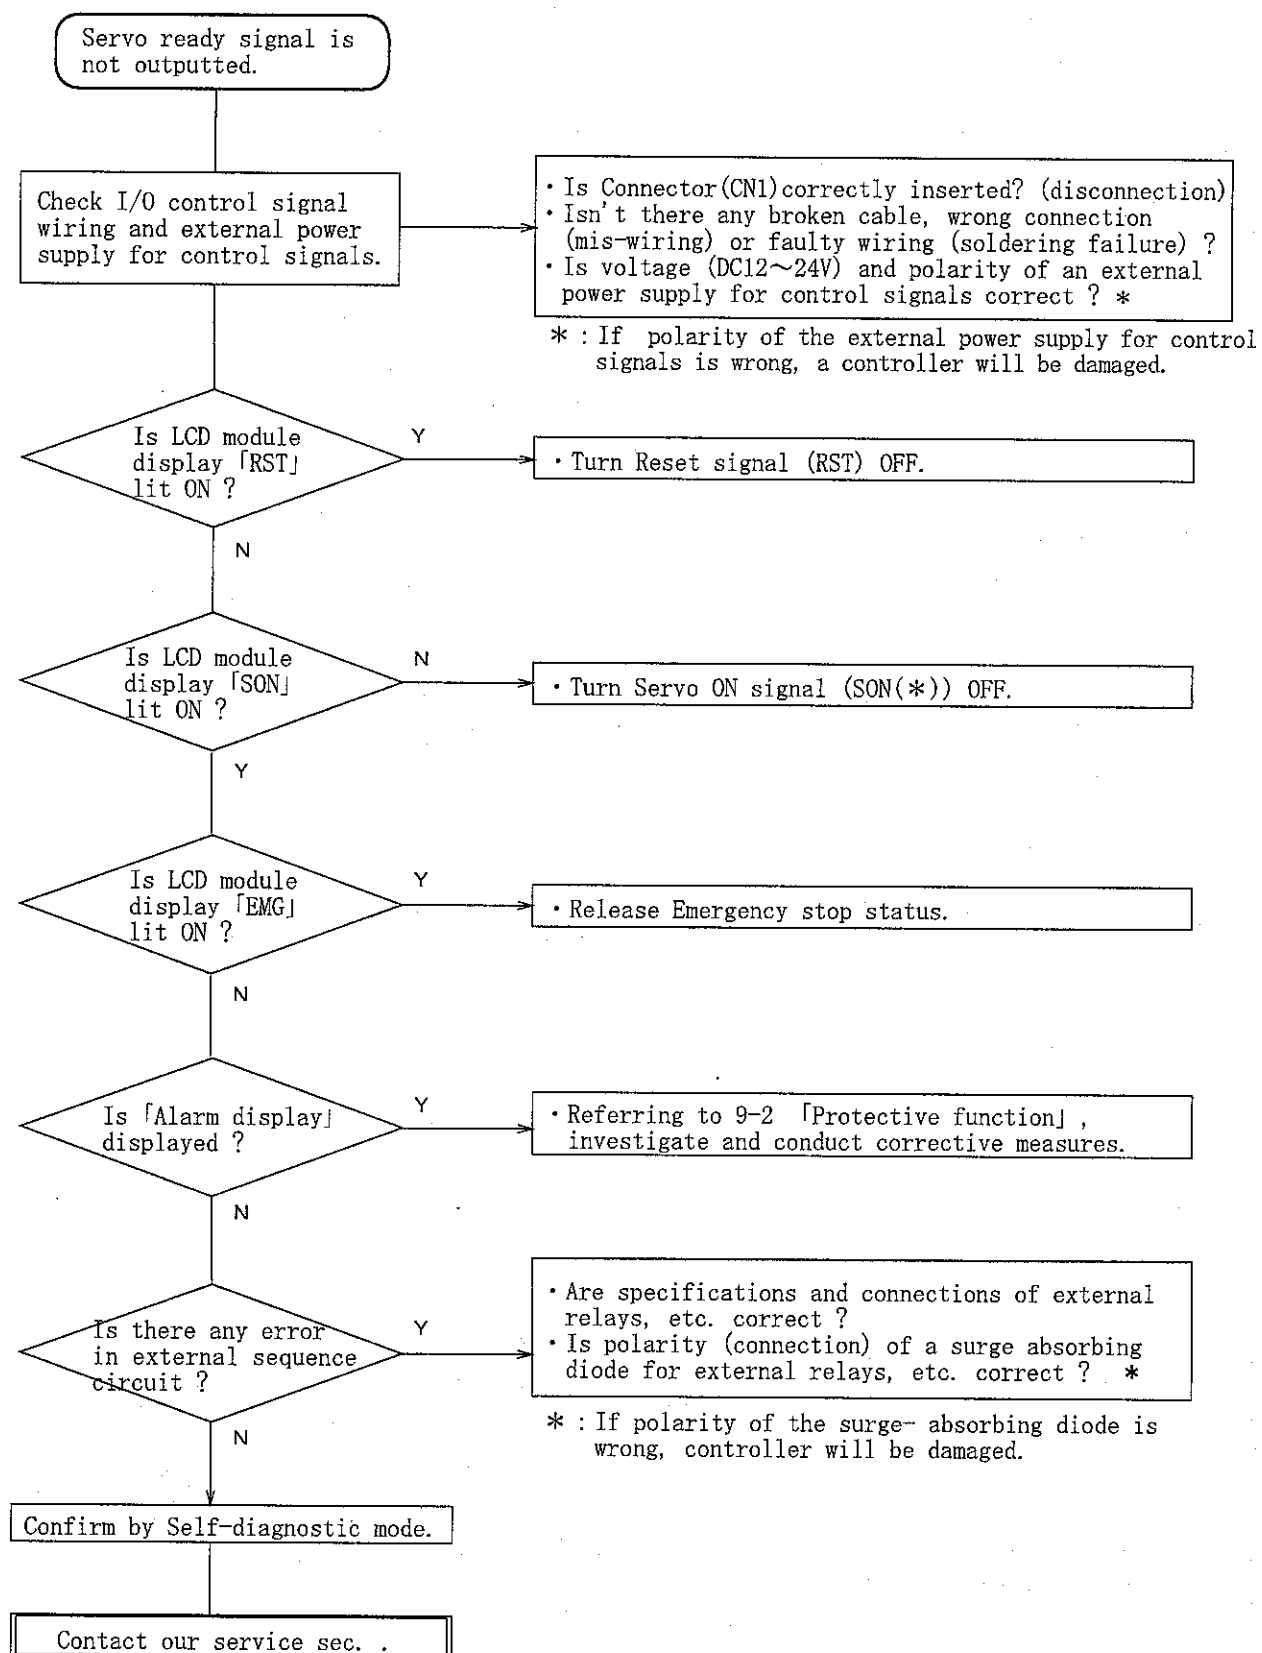 Servo ready signal is
not outputted.
Check I/O control signal
wiring and external power
supply for control signals.
・Is Connector(CN1)correctly inserted? (disconnection)
・Isn't there any broken cable, wrong connection
(mis-wiring) or faulty wiring (soldering failure) ?
・Is voltage (DC12～24V) and polarity of an external
power supply for control signals correct ? *
* : If polarity of the external power supply for control
signals is wrong, a controller will be damaged.
Is LCD module
display「RST」
lit ON ?
Y
・Turn Reset signal (RST) OFF.
N
Is LCD module
display「SON」
lit ON ?
N
・Turn Servo ON signal (SON(*)) OFF.
Y
Is LCD module
display「EMG」
lit ON ?
Y
・Release Emergency stop status.
N
Is「Alarm display」
displayed ?
Y
・Referring to 9-2 「Protective function」,
investigate and conduct corrective measures.
N
Is there any error
in external sequence
circuit ?
Y
・Are specifications and connections of external
relays, etc. correct ?
・Is polarity (connection) of a surge absorbing
diode for external relays, etc. correct ? *
* : If polarity of the surge- absorbing diode is
wrong, controller will be damaged.
N
Confirm by Self-diagnostic mode.
Contact our service sec. .